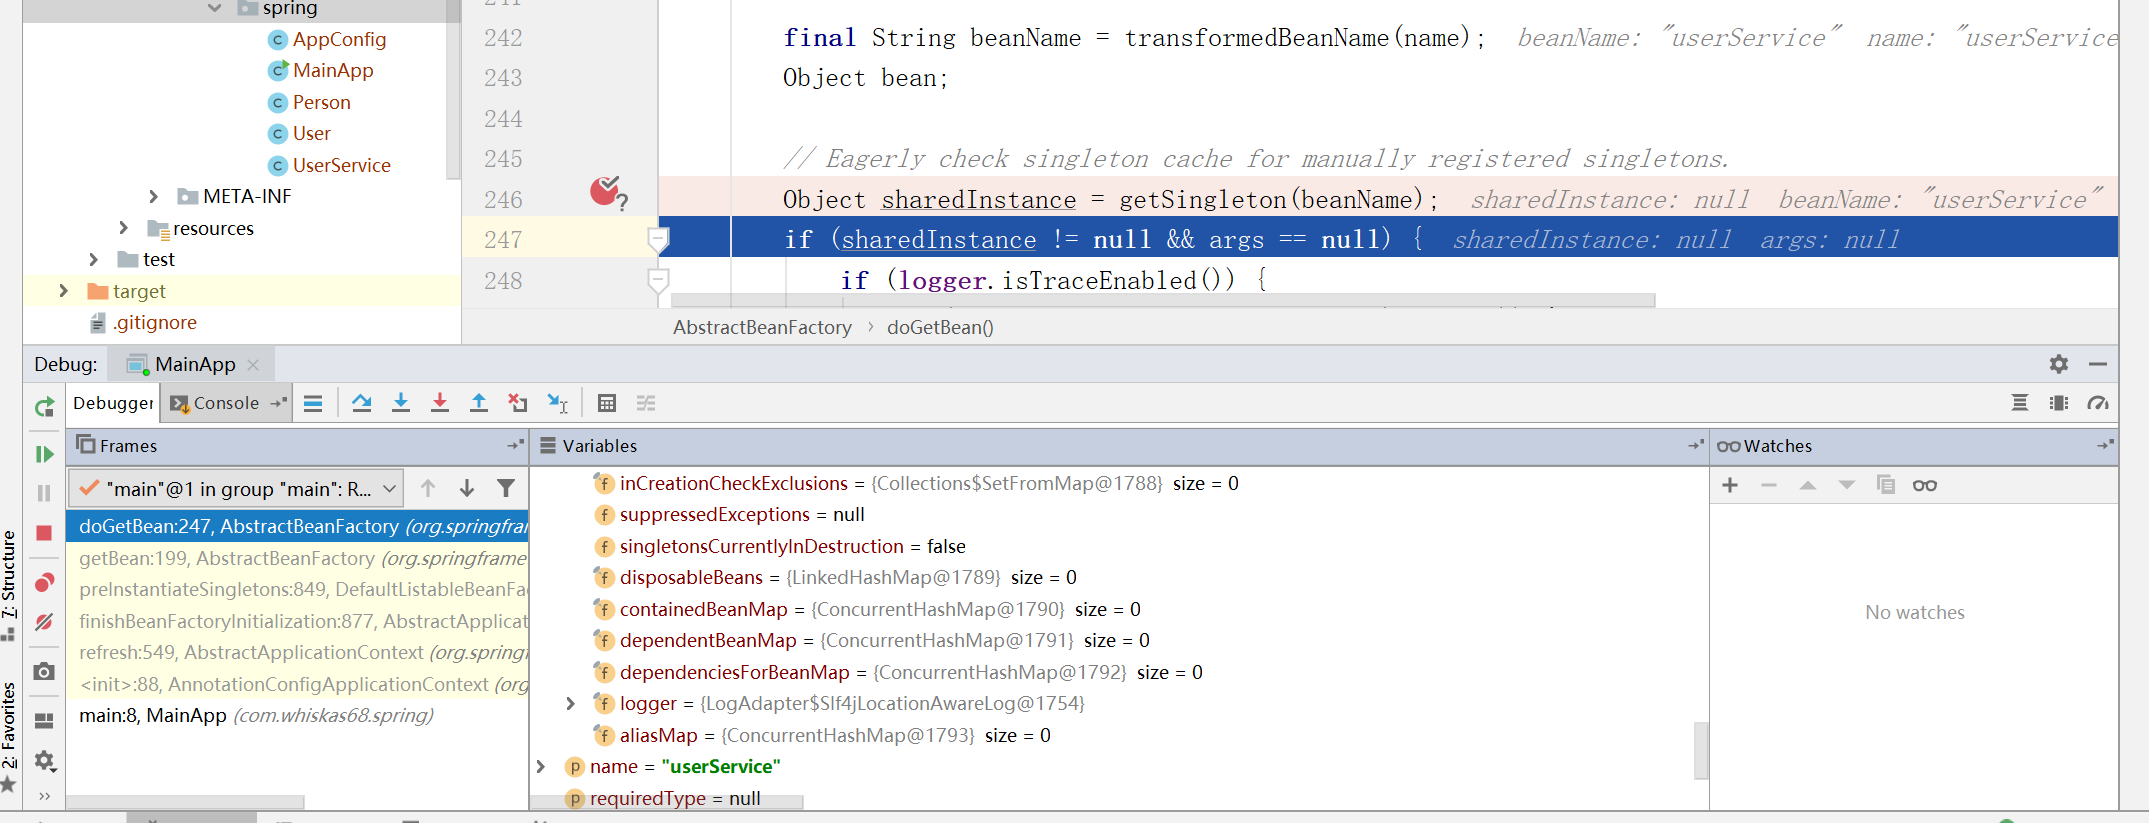 spring
AppConfig
MainApp
Person
User
UserService
META-INF
resources
test
target
.gitignore
242 final String beanName = transformedBeanName(name); beanName: "userService" name: "userService
243 Object bean;
244
245 // Eagerly check singleton cache for manually registered singletons.
246 Object sharedInstance = getSingleton(beanName); sharedInstance: null beanName: "userService"
247 if (sharedInstance != null && args == null) { sharedInstance: null args: null
248 if (logger.isTraceEnabled()) {
AbstractBeanFactory › doGetBean()
Debug: MainApp
Debugger Console
Frames
"main"@1 in group "main": R...
doGetBean:247, AbstractBeanFactory (org.springfra
getBean:199, AbstractBeanFactory (org.springframe
preInstantiateSingletons:849, DefaultListableBeanFa
finishBeanFactoryInitialization:877, AbstractApplicat
refresh:549, AbstractApplicationContext (org.springf
<init>:88, AnnotationConfigApplicationContext (org
main:8, MainApp (com.whiskas68.spring)
Variables
inCreationCheckExclusions = {Collections$SetFromMap@1788} size = 0
suppressedExceptions = null
singletonsCurrentlyInDestruction = false
disposableBeans = {LinkedHashMap@1789} size = 0
containedBeanMap = {ConcurrentHashMap@1790} size = 0
dependentBeanMap = {ConcurrentHashMap@1791} size = 0
dependenciesForBeanMap = {ConcurrentHashMap@1792} size = 0
logger = {LogAdapter$Slf4jLocationAwareLog@1754}
aliasMap = {ConcurrentHashMap@1793} size = 0
name = "userService"
requiredType = null
Watches
No watches
7: Structure
2: Favorites